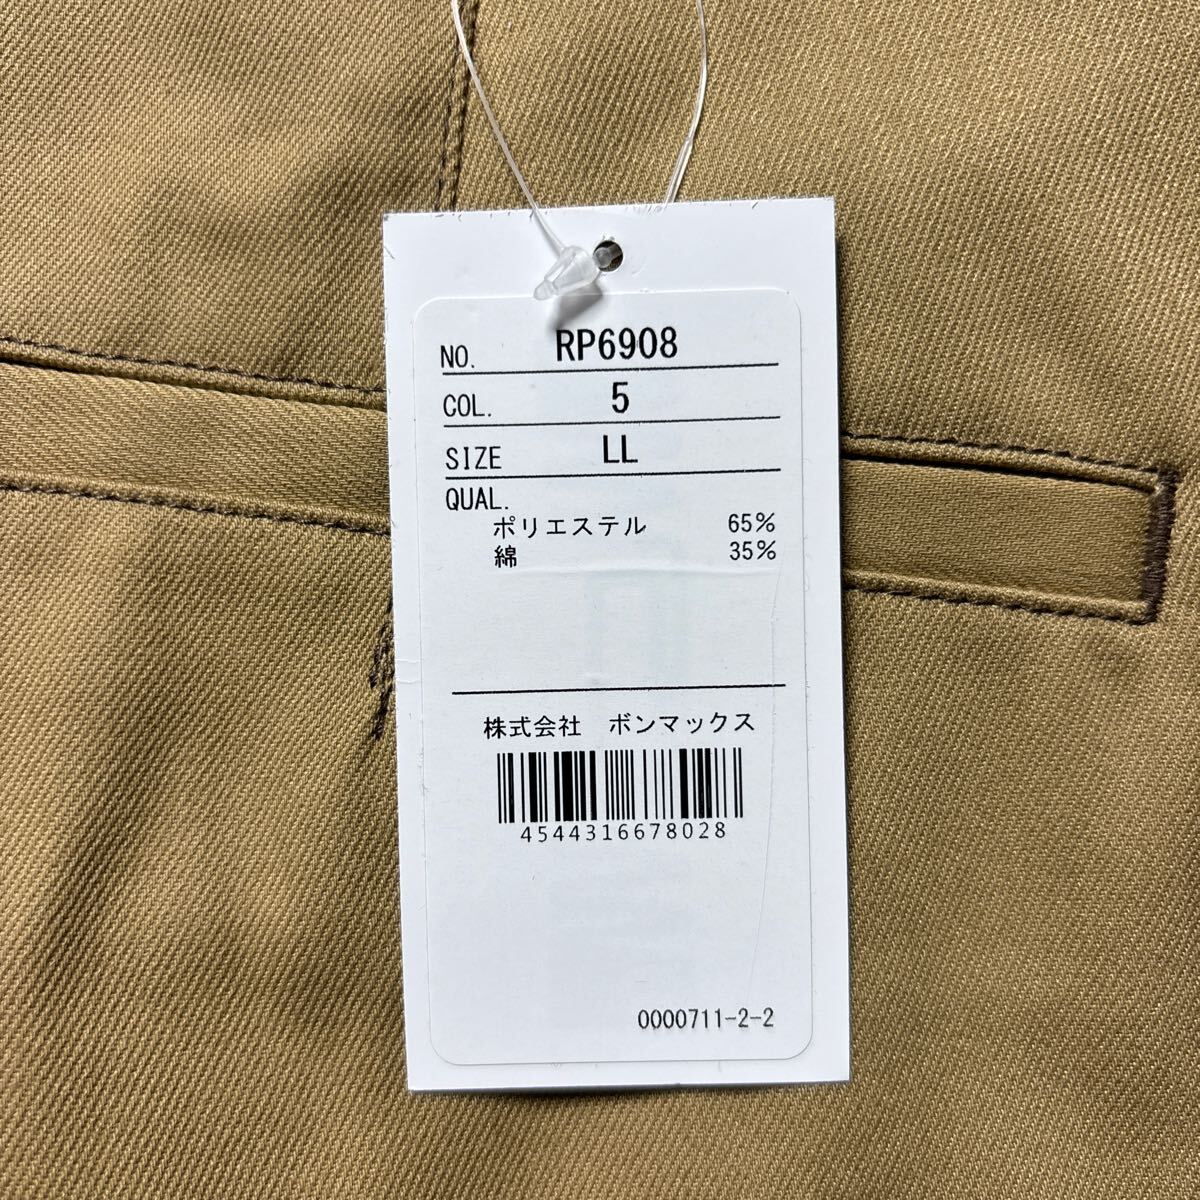 NO. RP6908
COL. 5
SIZE LL
QUAL.
ポリエステル 65%
綿 35%
株式会社 ボンマックス
4544316678028
0000711-2-2